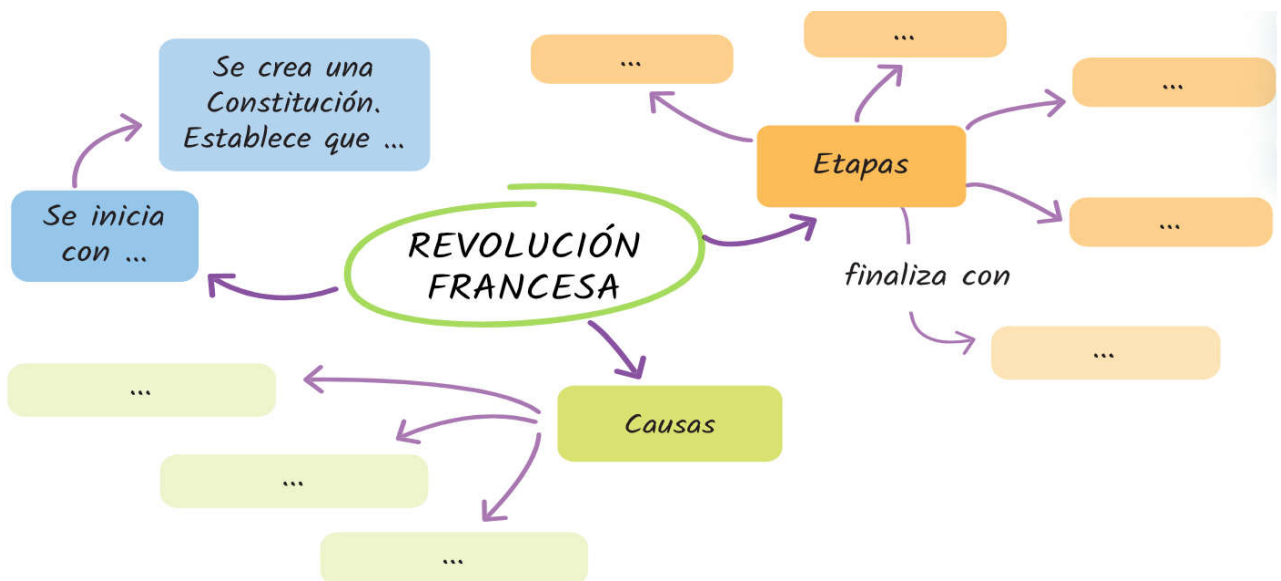 Se crea una
Constitución.
Establece que ...
Se inicia
con ...
REVOLUCIÓN
FRANCESA
Etapas
...
...
...
...
finaliza con
...
Causas
...
...
...